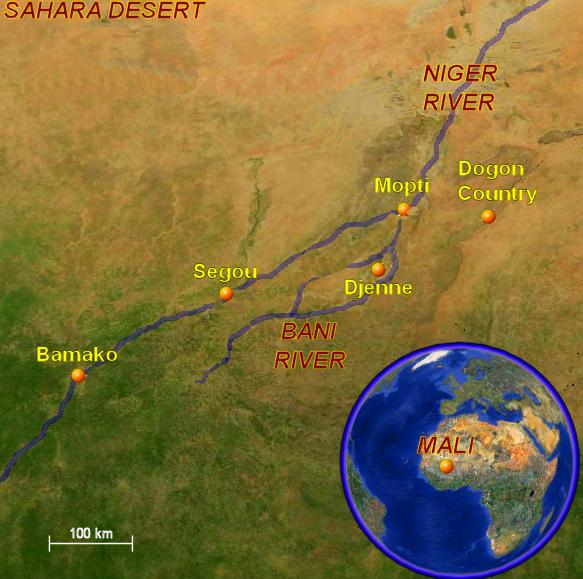 SAHARA DESERT
NIGER
RIVER
Dogon
Country
Mopti
Segou
Djenne
BANI
RIVER
Bamako
MALI
100 km